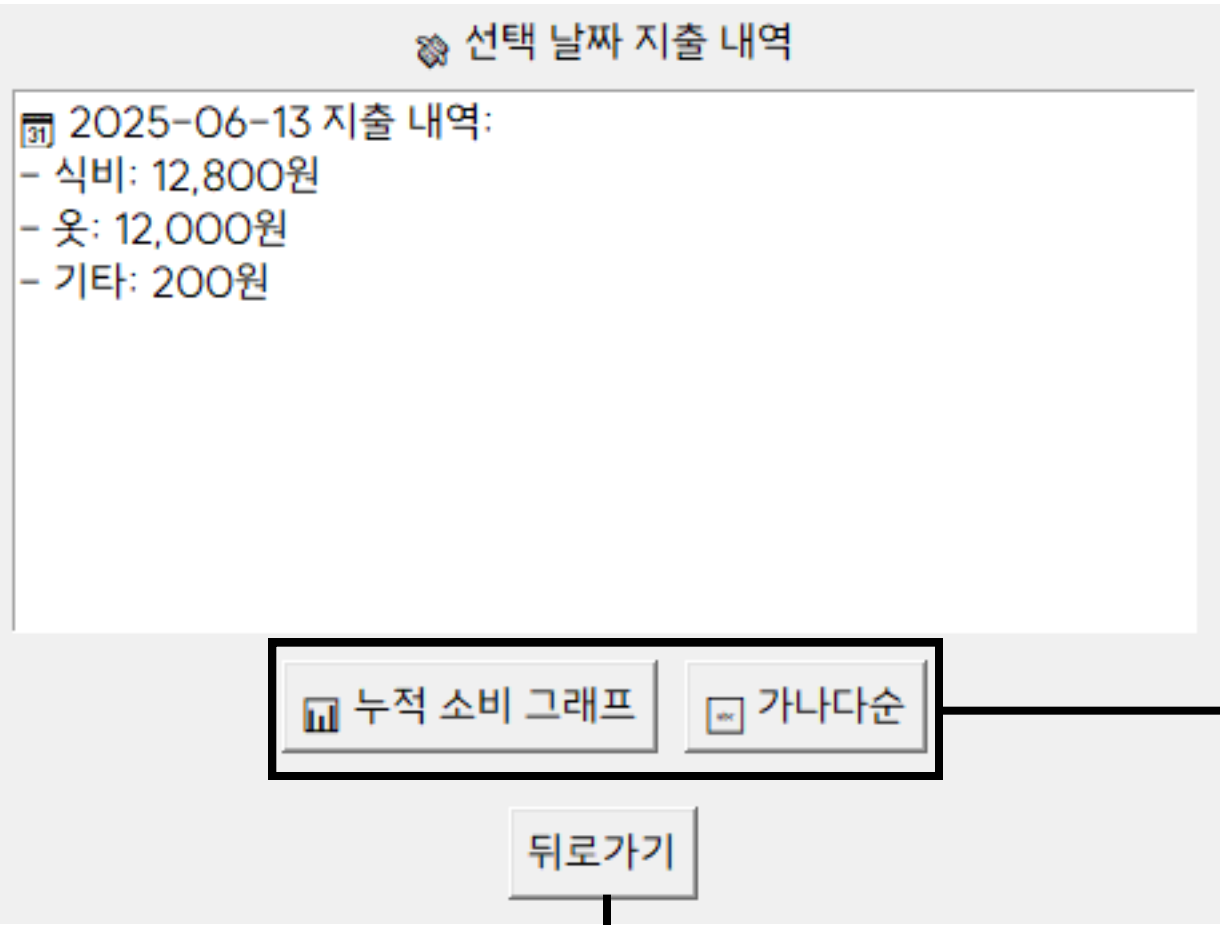 선택 날짜 지출 내역
31 2025-06-13 지출 내역:
- 식비: 12,800원
- 옷: 12,000원
- 기타: 200원
누적 소비 그래프
abc 가나다순
뒤로가기